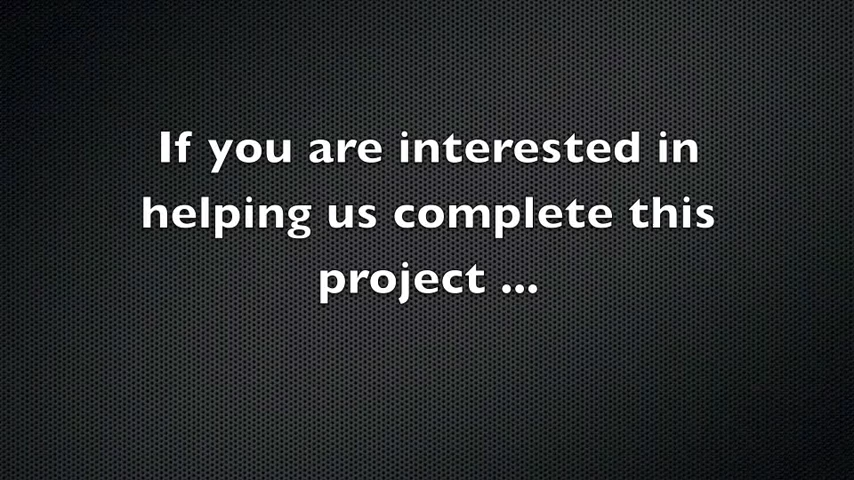 If you are interested in
helping us complete this
project ...